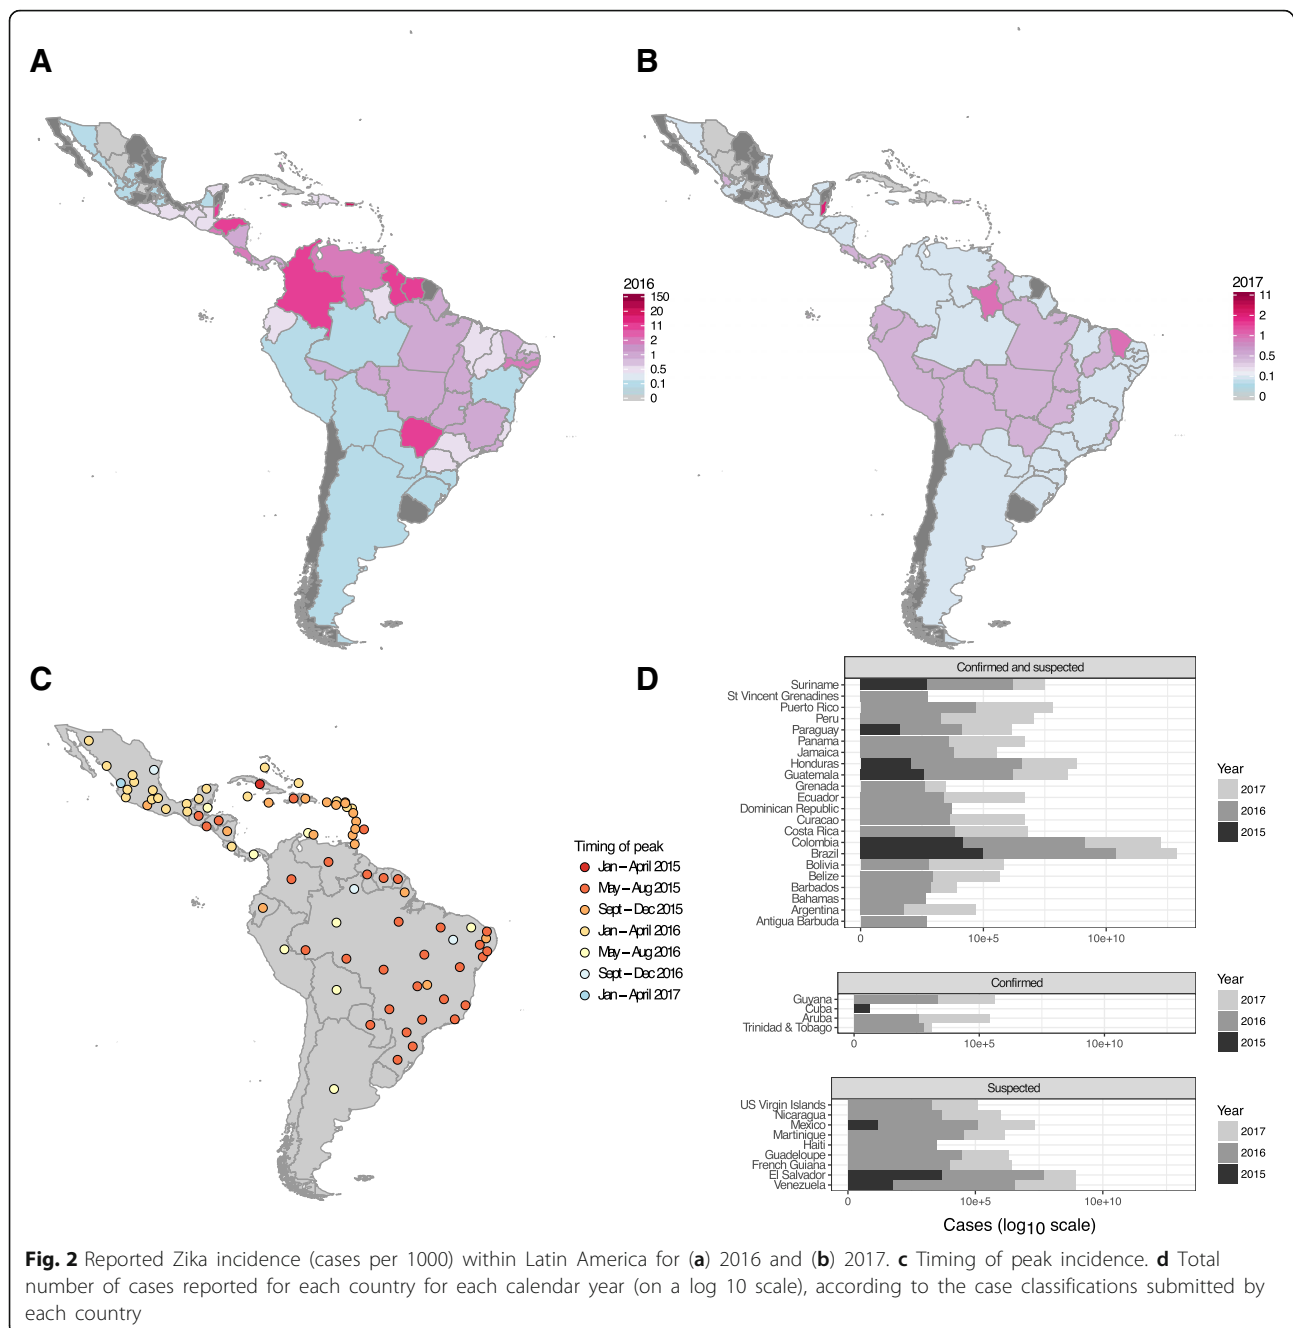 A
B
2016
150
20
11
2
1
0.5
0.1
0
2017
11
2
1
0.5
0.1
0
C
D
Timing of peak
Jan – April 2015
May – Aug 2015
Sept – Dec 2015
Jan – April 2016
May – Aug 2016
Sept – Dec 2016
Jan – April 2017
Confirmed and suspected
Suriname
St Vincent Grenadines
Puerto Rico
Peru
Paraguay
Panama
Jamaica
Honduras
Guatemala
Grenada
Ecuador
Dominican Republic
Curacao
Costa Rica
Colombia
Brazil
Bolivia
Belize
Barbados
Bahamas
Argentina
Antigua Barbuda
0 10e+5 10e+10
Year
2017
2016
2015
Confirmed
Guyana
Cuba
Aruba
Trinidad & Tobago
0 10e+5 10e+10
Year
2017
2016
2015
Suspected
US Virgin Islands
Nicaragua
Mexico
Martinique
Haiti
Guadeloupe
French Guiana
El Salvador
Venezuela
0 10e+5 10e+10
Year
2017
2016
2015
Cases (log10 scale)
Fig. 2 Reported Zika incidence (cases per 1000) within Latin America for (a) 2016 and (b) 2017. c Timing of peak incidence. d Total
number of cases reported for each country for each calendar year (on a log 10 scale), according to the case classifications submitted by
each country